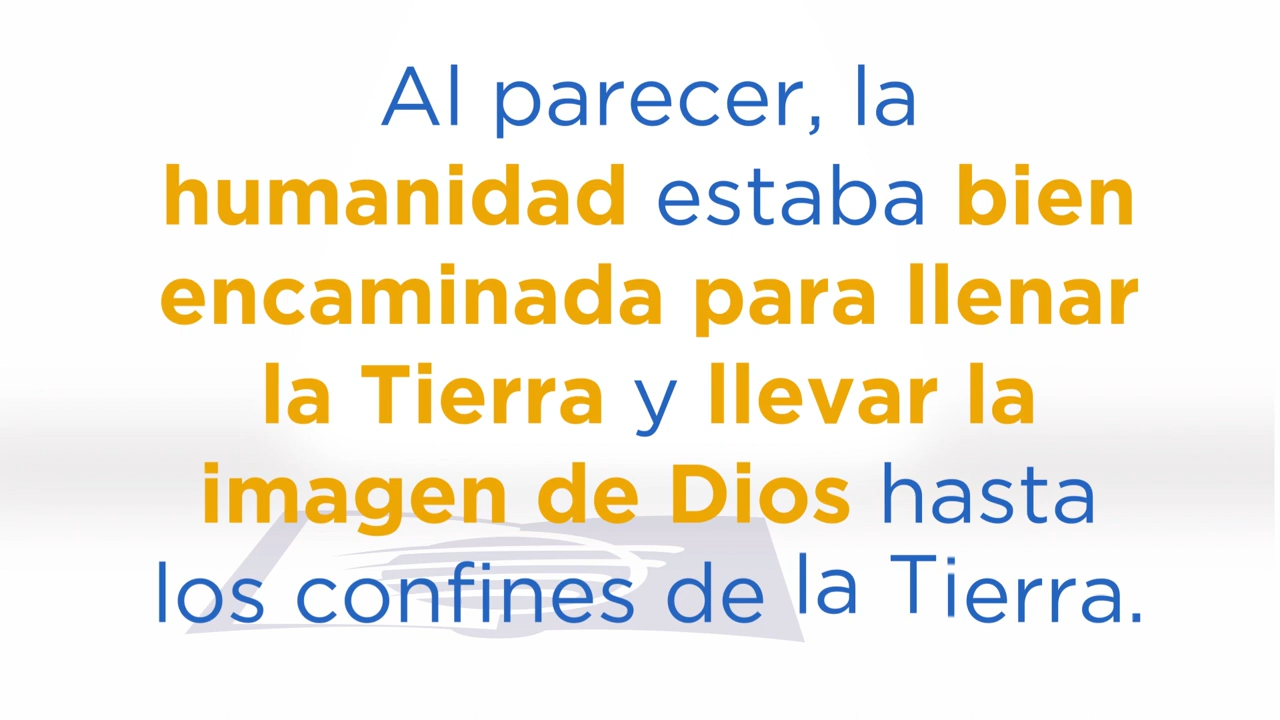 Al parecer, la
humanidad estaba bien
encaminada para llenar
la Tierra y llevar la
imagen de Dios hasta
los confines de la Tierra.